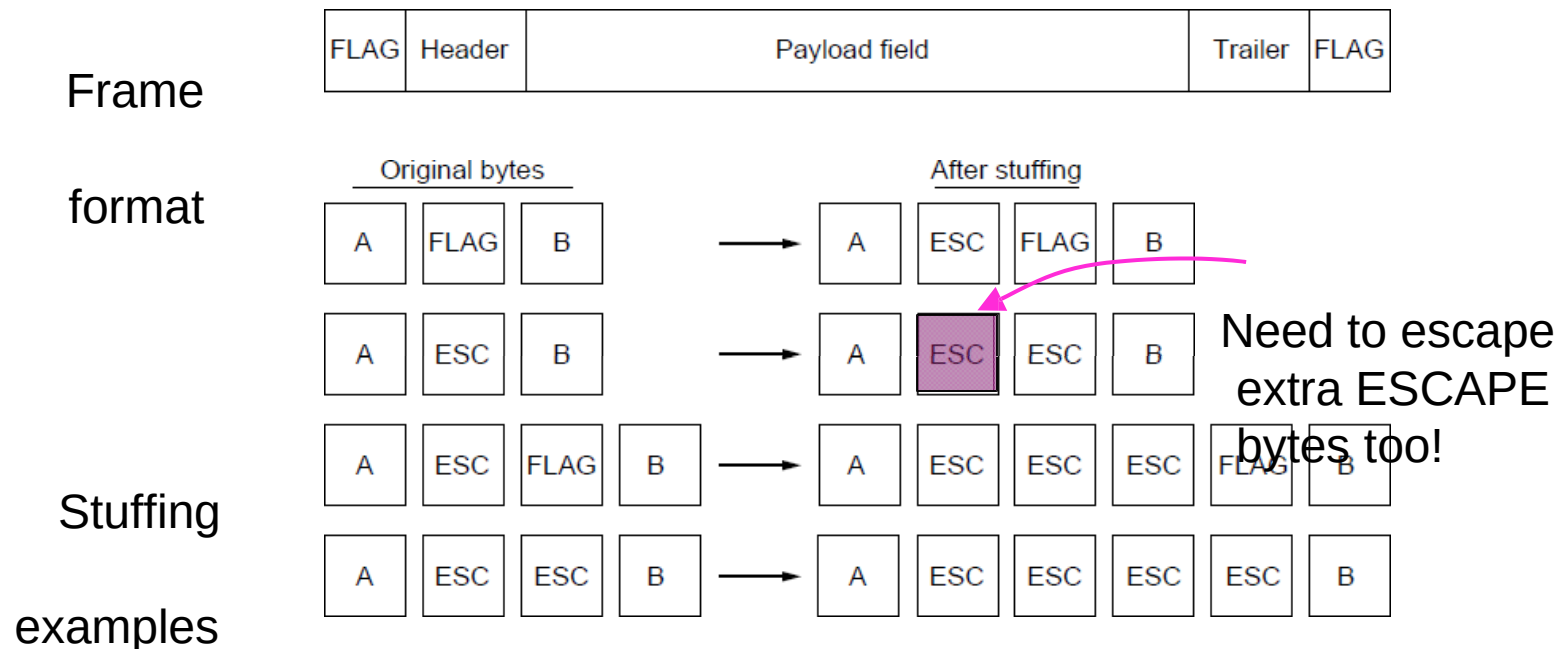 FLAG Header Payload field Trailer FLAG
Frame
format
Original bytes After stuffing
A FLAG B A ESC FLAG B
A ESC B A ESC ESC B
Need to escape
extra ESCAPE
bytes too!
A ESC FLAG B A ESC ESC ESC FLAG B
Stuffing
examples
A ESC ESC B A ESC ESC ESC ESC B